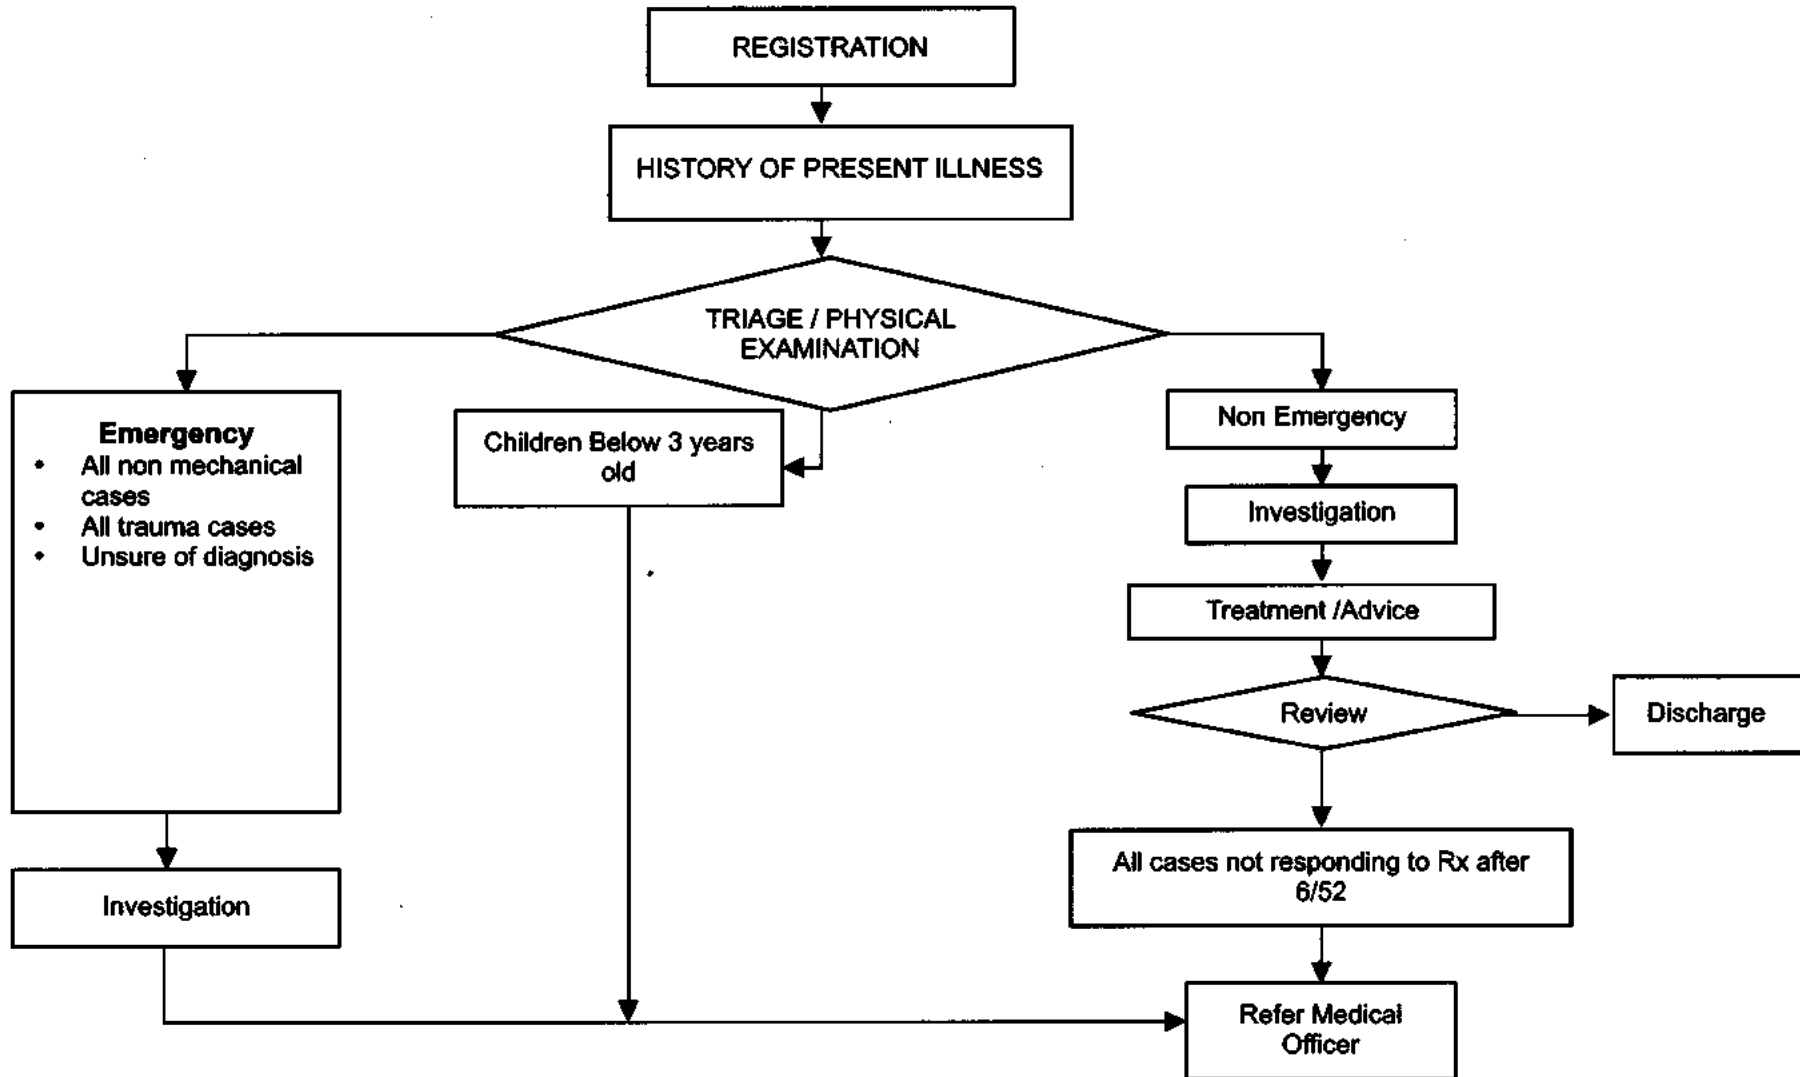 REGISTRATION
HISTORY OF PRESENT ILLNESS
TRIAGE / PHYSICAL
EXAMINATION
Emergency
• All non mechanical
cases
• All trauma cases
• Unsure of diagnosis
Investigation
Children Below 3 years
old
Non Emergency
Investigation
Treatment /Advice
Review
Discharge
All cases not responding to Rx after
6/52
Refer Medical
Officer